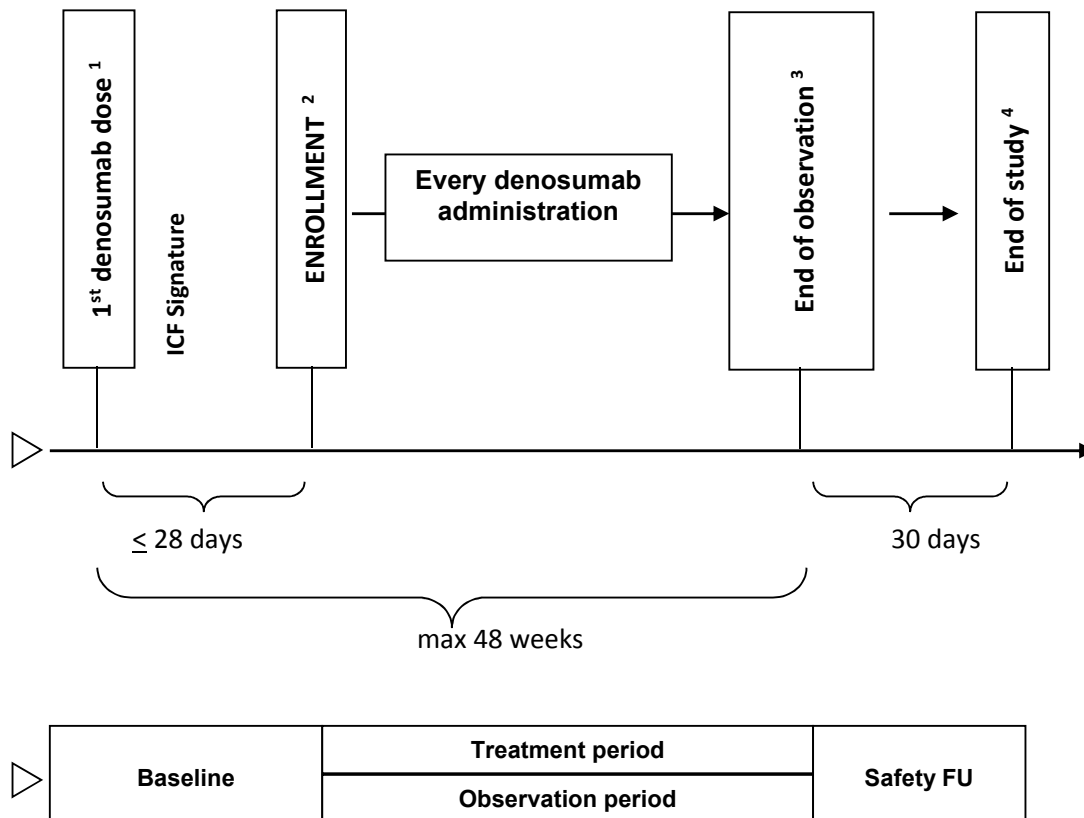 1st denosumab dose 1
ICF Signature
ENROLLMENT 2
Every denosumab
administration
End of observation 3
End of study 4
≤ 28 days
30 days
max 48 weeks
Baseline
Treatment period
Observation period
Safety FU